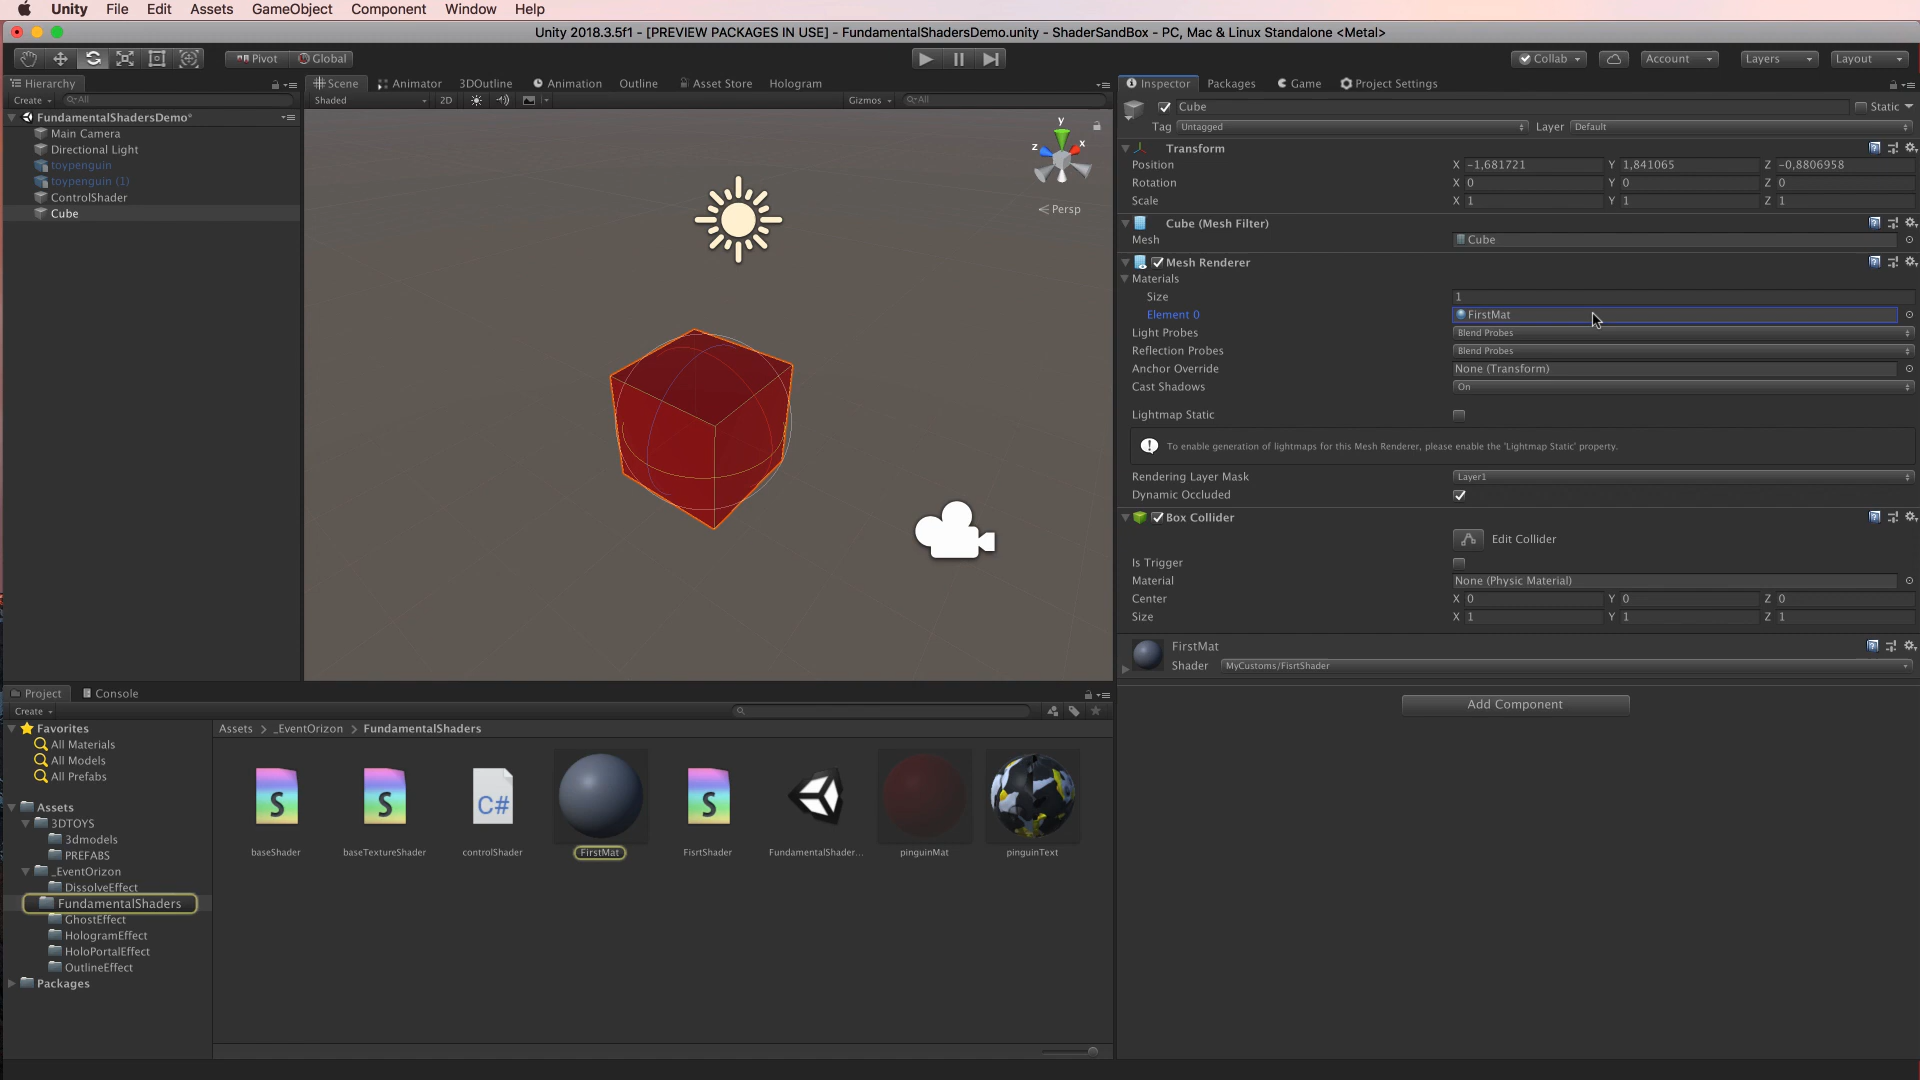 Unity File Edit Assets GameObject Component Window Help
Unity 2018.3.5f1 - [PREVIEW PACKAGES IN USE] - FundamentalShadersDemo.unity - ShaderSandBox - PC, Mac & Linux Standalone <Metal>
Pivot Global Collab Account Layers Layout
Hierarchy Scene Animator 3DOutline Animation Outline Asset Store Hologram Inspector Packages Game Project Settings
Create All Shaded 2D Gizmos All
Cube Static
Tag Untagged Layer Default
FundamentalShadersDemo*
Main Camera
Directional Light
toypenguin
toypenguin (1)
ControlShader
Cube
y
z
x
Persp
Transform
Position X -1,681721 Y 1,841065 Z -0,8806958
Rotation X 0 Y 0 Z 0
Scale X 1 Y 1 Z 1
Cube (Mesh Filter)
Mesh Cube
Mesh Renderer
Materials
Size 1
Element 0 FirstMat
Light Probes Blend Probes
Reflection Probes Blend Probes
Anchor Override None (Transform)
Cast Shadows On
Lightmap Static
To enable generation of lightmaps for this Mesh Renderer, please enable the 'Lightmap Static' property.
Rendering Layer Mask Layer1
Dynamic Occluded
Box Collider
Edit Collider
Is Trigger
Material None (Physic Material)
Center X 0 Y 0 Z 0
Size X 1 Y 1 Z 1
FirstMat
Shader MyCustoms/FisrtShader
Add Component
Project Console
Create
Favorites
All Materials
All Models
All Prefabs
Assets
3DTOYS
3dmodels
PREFABS
_EventOrizon
DissolveEffect
FundamentalShaders
GhostEffect
HologramEffect
HoloPortalEffect
OutlineEffect
Packages
Assets > _EventOrizon > FundamentalShaders
S S C# S
baseShader baseTextureShader controlShader FirstMat FisrtShader FundamentalShader... pinguinMat pinguinText